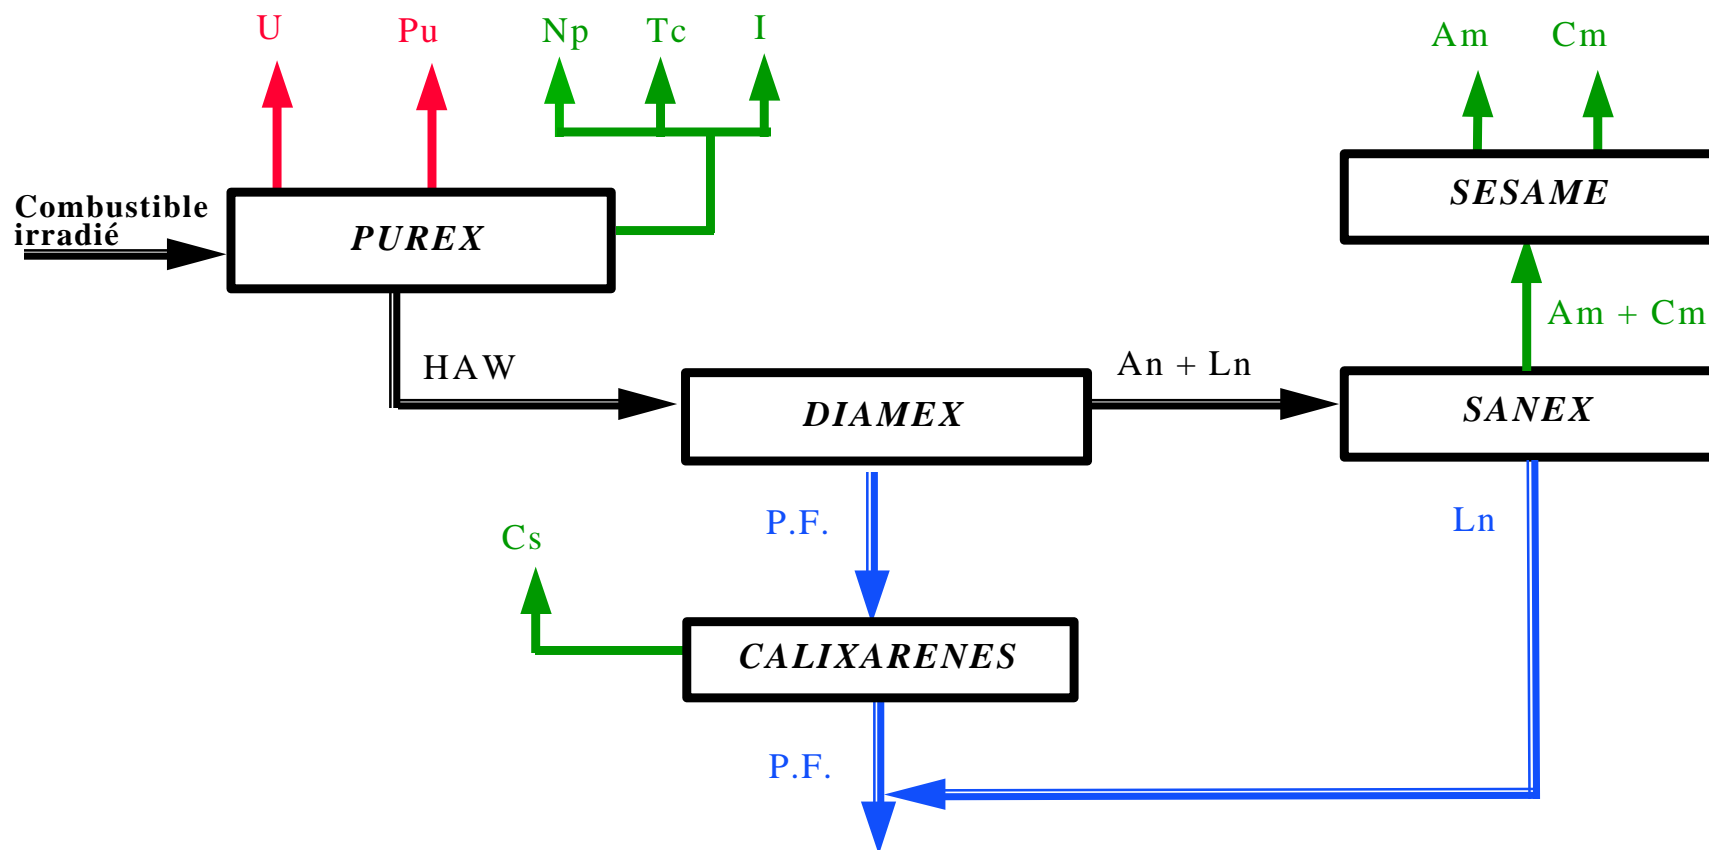 U Pu Np Tc I
Am Cm
Combustible
irradié
PUREX
SESAME
Am + Cm
HAW
An + Ln
DIAMEX
SANEX
P.F.
Ln
Cs
CALIXARENES
P.F.